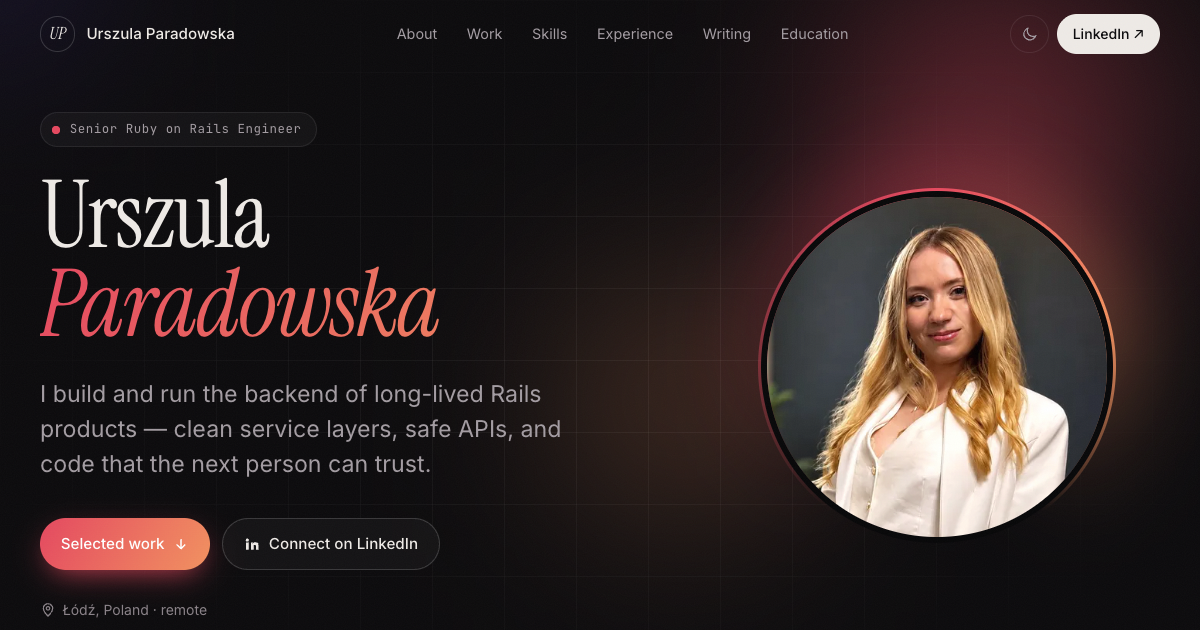 UP Urszula Paradowska
About Work Skills Experience Writing Education
LinkedIn ↗
Senior Ruby on Rails Engineer
Urszula
Paradowska
I build and run the backend of long-lived Rails
products — clean service layers, safe APIs, and
code that the next person can trust.
Selected work ↓
in Connect on LinkedIn
Łódź, Poland · remote